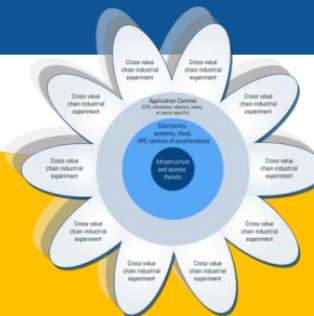 Cross value
chain industrial
experiment
Cross value
chain industrial
experiment
Cross value
chain industrial
experiment
Cross value
chain industrial
experiment
Application Centres
Electronics,
systems, cloud,
HPC centres of excellencence
Cross value
chain industrial
experiment
Infrastructure
and access
thereto
Cross value
chain industrial
experiment
Cross value
chain industrial
experiment
Cross value
chain industrial
experiment
Cross value
chain industrial
experiment
Cross value
chain industrial
experiment